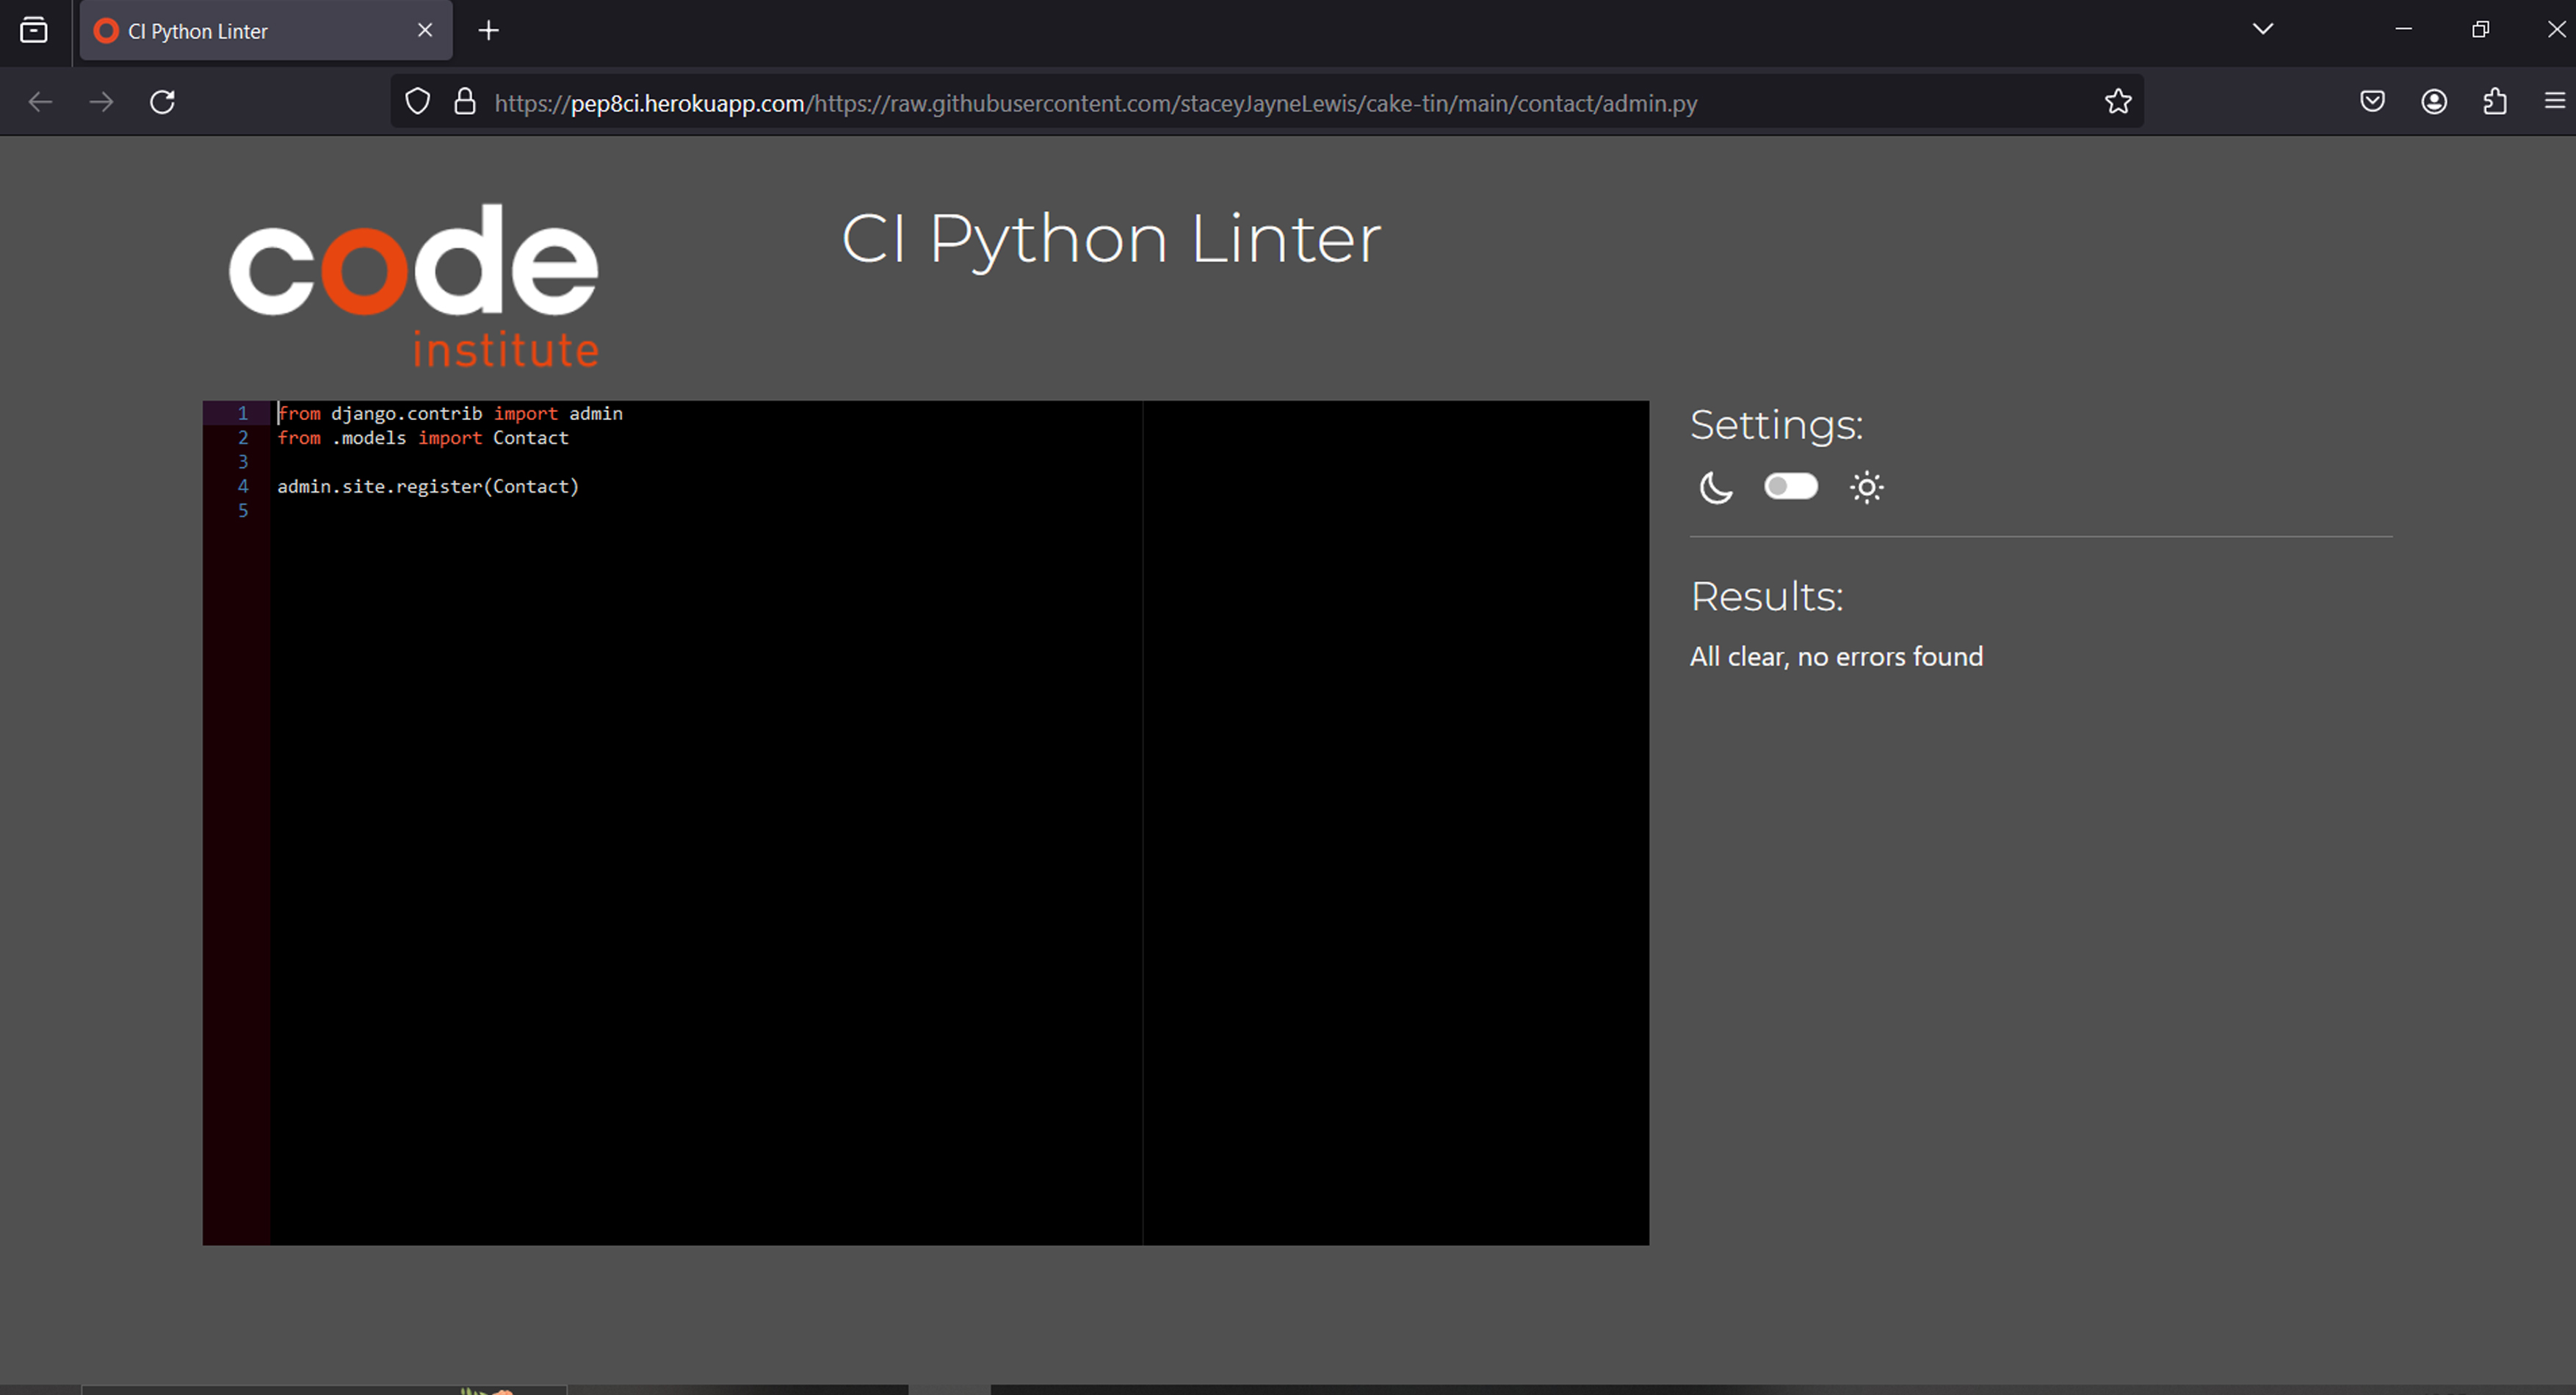 CI Python Linter
https://pep8ci.herokuapp.com/https://raw.githubusercontent.com/staceyJayneLewis/cake-tin/main/contact/admin.py
code
institute
CI Python Linter
1 from django.contrib import admin
2 from .models import Contact
3
4 admin.site.register(Contact)
5
Settings:
Results:
All clear, no errors found